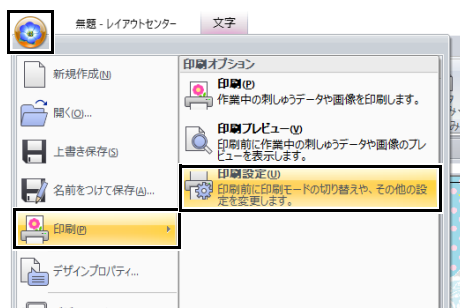 無題 - レイアウトセンター
文字
新規作成(N)
開く(O)...
上書き保存(S)
名前をつけて保存(A)...
印刷(P)
デザインプロパティ...
印刷オプション
印刷(P)
作業中の刺しゅうデータや画像を印刷します。
印刷プレビュー(V)
印刷前に作業中の刺しゅうデータや画像のプレ
ビューを表示します。
印刷設定(U)
印刷前に印刷モードの切り替えや、その他の設
定を変更します。